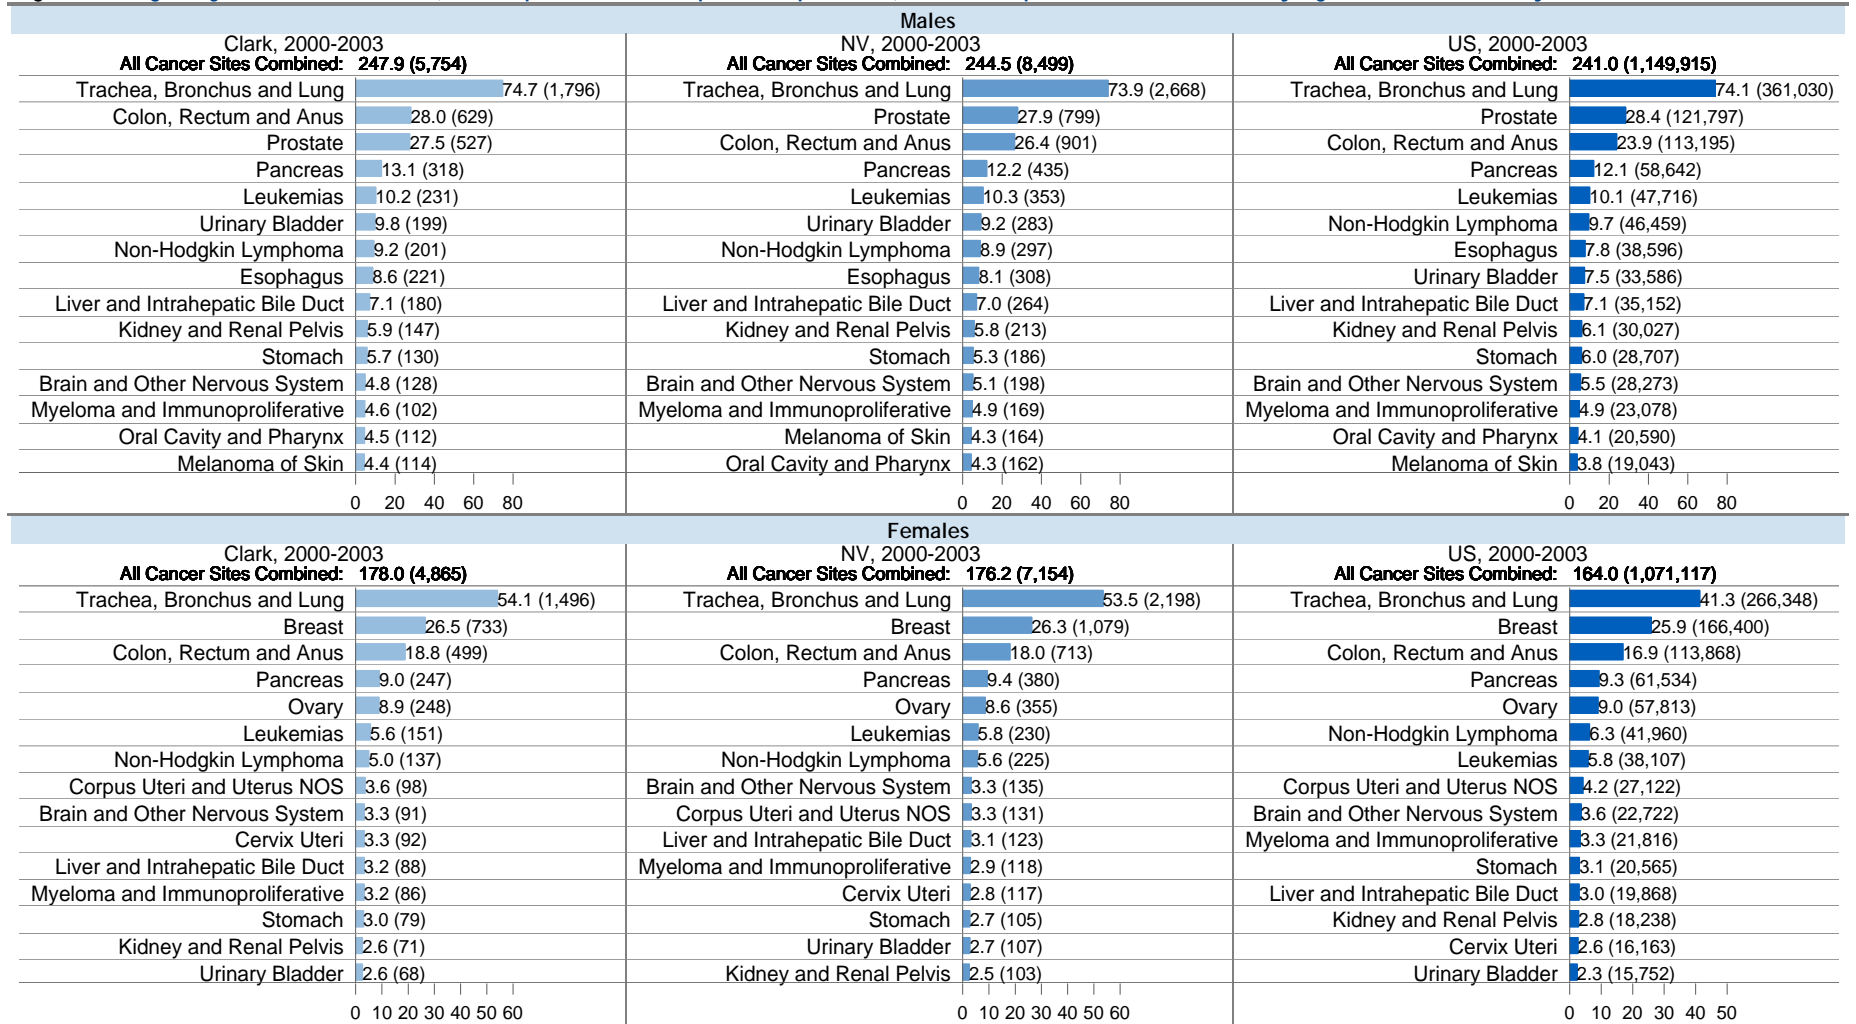 Males
Clark, 2000-2003
All Cancer Sites Combined: 247.9 (5,754)
Trachea, Bronchus and Lung 74.7 (1,796)
Colon, Rectum and Anus 28.0 (629)
Prostate 27.5 (527)
Pancreas 13.1 (318)
Leukemias 10.2 (231)
Urinary Bladder 9.8 (199)
Non-Hodgkin Lymphoma 9.2 (201)
Esophagus 8.6 (221)
Liver and Intrahepatic Bile Duct 7.1 (180)
Kidney and Renal Pelvis 5.9 (147)
Stomach 5.7 (130)
Brain and Other Nervous System 4.8 (128)
Myeloma and Immunoproliferative 4.6 (102)
Oral Cavity and Pharynx 4.5 (112)
Melanoma of Skin 4.4 (114)
0 20 40 60 80
NV, 2000-2003
All Cancer Sites Combined: 244.5 (8,499)
Trachea, Bronchus and Lung 73.9 (2,668)
Prostate 27.9 (799)
Colon, Rectum and Anus 26.4 (901)
Pancreas 12.2 (435)
Leukemias 10.3 (353)
Urinary Bladder 9.2 (283)
Non-Hodgkin Lymphoma 8.9 (297)
Esophagus 8.1 (308)
Liver and Intrahepatic Bile Duct 7.0 (264)
Kidney and Renal Pelvis 5.8 (213)
Stomach 5.3 (186)
Brain and Other Nervous System 5.1 (198)
Myeloma and Immunoproliferative 4.9 (169)
Melanoma of Skin 4.3 (164)
Oral Cavity and Pharynx 4.3 (162)
0 20 40 60 80
US, 2000-2003
All Cancer Sites Combined: 241.0 (1,149,915)
Trachea, Bronchus and Lung 74.1 (361,030)
Prostate 28.4 (121,797)
Colon, Rectum and Anus 23.9 (113,195)
Pancreas 12.1 (58,642)
Leukemias 10.1 (47,716)
Non-Hodgkin Lymphoma 9.7 (46,459)
Esophagus 7.8 (38,596)
Urinary Bladder 7.5 (33,586)
Liver and Intrahepatic Bile Duct 7.1 (35,152)
Kidney and Renal Pelvis 6.1 (30,027)
Stomach 6.0 (28,707)
Brain and Other Nervous System 5.5 (28,273)
Myeloma and Immunoproliferative 4.9 (23,078)
Oral Cavity and Pharynx 4.1 (20,590)
Melanoma of Skin 3.8 (19,043)
0 20 40 60 80
Females
Clark, 2000-2003
All Cancer Sites Combined: 178.0 (4,865)
Trachea, Bronchus and Lung 54.1 (1,496)
Breast 26.5 (733)
Colon, Rectum and Anus 18.8 (499)
Pancreas 9.0 (247)
Ovary 8.9 (248)
Leukemias 5.6 (151)
Non-Hodgkin Lymphoma 5.0 (137)
Corpus Uteri and Uterus NOS 3.6 (98)
Brain and Other Nervous System 3.3 (91)
Cervix Uteri 3.3 (92)
Liver and Intrahepatic Bile Duct 3.2 (88)
Myeloma and Immunoproliferative 3.2 (86)
Stomach 3.0 (79)
Kidney and Renal Pelvis 2.6 (71)
Urinary Bladder 2.6 (68)
0 10 20 30 40 50 60
NV, 2000-2003
All Cancer Sites Combined: 176.2 (7,154)
Trachea, Bronchus and Lung 53.5 (2,198)
Breast 26.3 (1,079)
Colon, Rectum and Anus 18.0 (713)
Pancreas 9.4 (380)
Ovary 8.6 (355)
Leukemias 5.8 (230)
Non-Hodgkin Lymphoma 5.6 (225)
Brain and Other Nervous System 3.3 (135)
Corpus Uteri and Uterus NOS 3.3 (131)
Liver and Intrahepatic Bile Duct 3.1 (123)
Myeloma and Immunoproliferative 2.9 (118)
Cervix Uteri 2.8 (117)
Stomach 2.7 (105)
Urinary Bladder 2.7 (107)
Kidney and Renal Pelvis 2.5 (103)
0 10 20 30 40 50 60
US, 2000-2003
All Cancer Sites Combined: 164.0 (1,071,117)
Trachea, Bronchus and Lung 41.3 (266,348)
Breast 25.9 (166,400)
Colon, Rectum and Anus 16.9 (113,868)
Pancreas 9.3 (61,534)
Ovary 9.0 (57,813)
Non-Hodgkin Lymphoma 6.3 (41,960)
Leukemias 5.8 (38,107)
Corpus Uteri and Uterus NOS 4.2 (27,122)
Brain and Other Nervous System 3.6 (22,722)
Myeloma and Immunoproliferative 3.3 (21,816)
Stomach 3.1 (20,565)
Liver and Intrahepatic Bile Duct 3.0 (19,868)
Kidney and Renal Pelvis 2.8 (18,238)
Cervix Uteri 2.6 (16,163)
Urinary Bladder 2.3 (15,752)
0 10 20 30 40 50